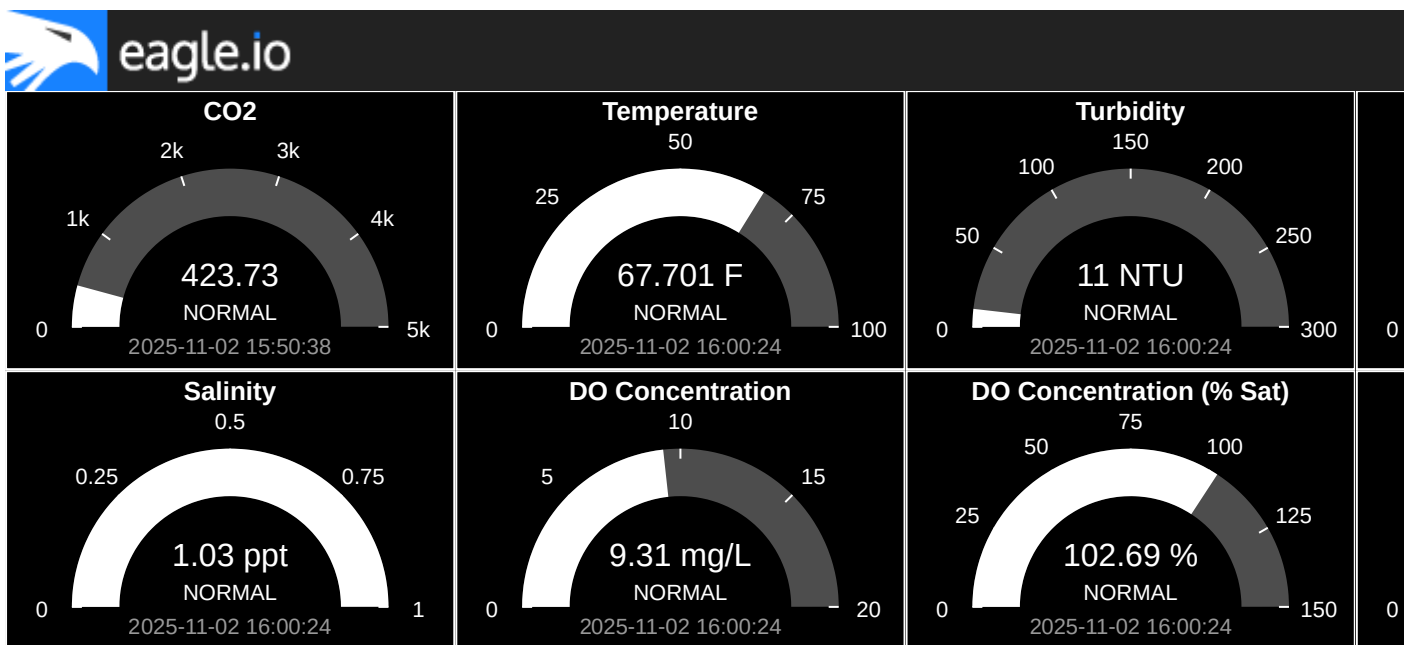 eagle.io
CO2
2k 3k
1k 4k
423.73
NORMAL
0 5k
2025-11-02 15:50:38
Temperature
50
25 75
67.701 F
NORMAL
0 100
2025-11-02 16:00:24
Turbidity
150
100 200
50 250
11 NTU
NORMAL
0 300
2025-11-02 16:00:24
0
Salinity
0.5
0.25 0.75
1.03 ppt
NORMAL
0 1
2025-11-02 16:00:24
DO Concentration
10
5 15
9.31 mg/L
NORMAL
0 20
2025-11-02 16:00:24
DO Concentration (% Sat)
75
50 100
25 125
102.69 %
NORMAL
0 150
2025-11-02 16:00:24
0